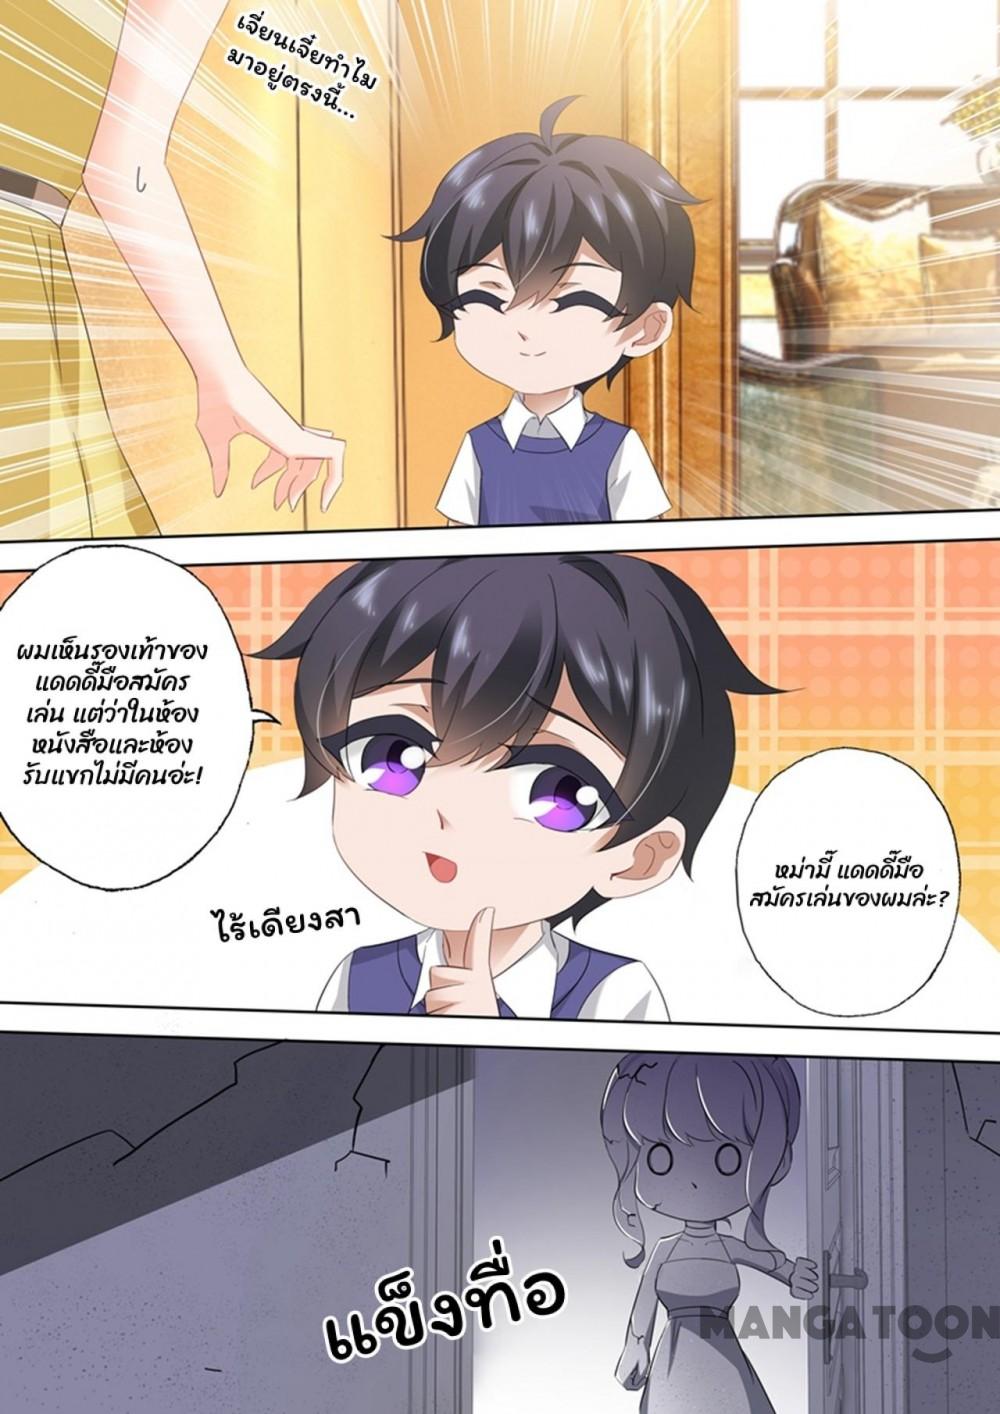 เจี่ยนเจี๋ยทำไม
มาอยู่ตรงนี้...
ผมเห็นรองเท้าของ
แดดดี๊มือสมัคร
เล่น แต่ว่าในห้อง
หนังสือและห้อง
รับแขกไม่มีคนอ่ะ!
ไร้เดียงสา
หม่ามี๊ แดดดี๊มือ
สมัครเล่นของผมล่ะ?
แข็งทื่อ
MANGATOON